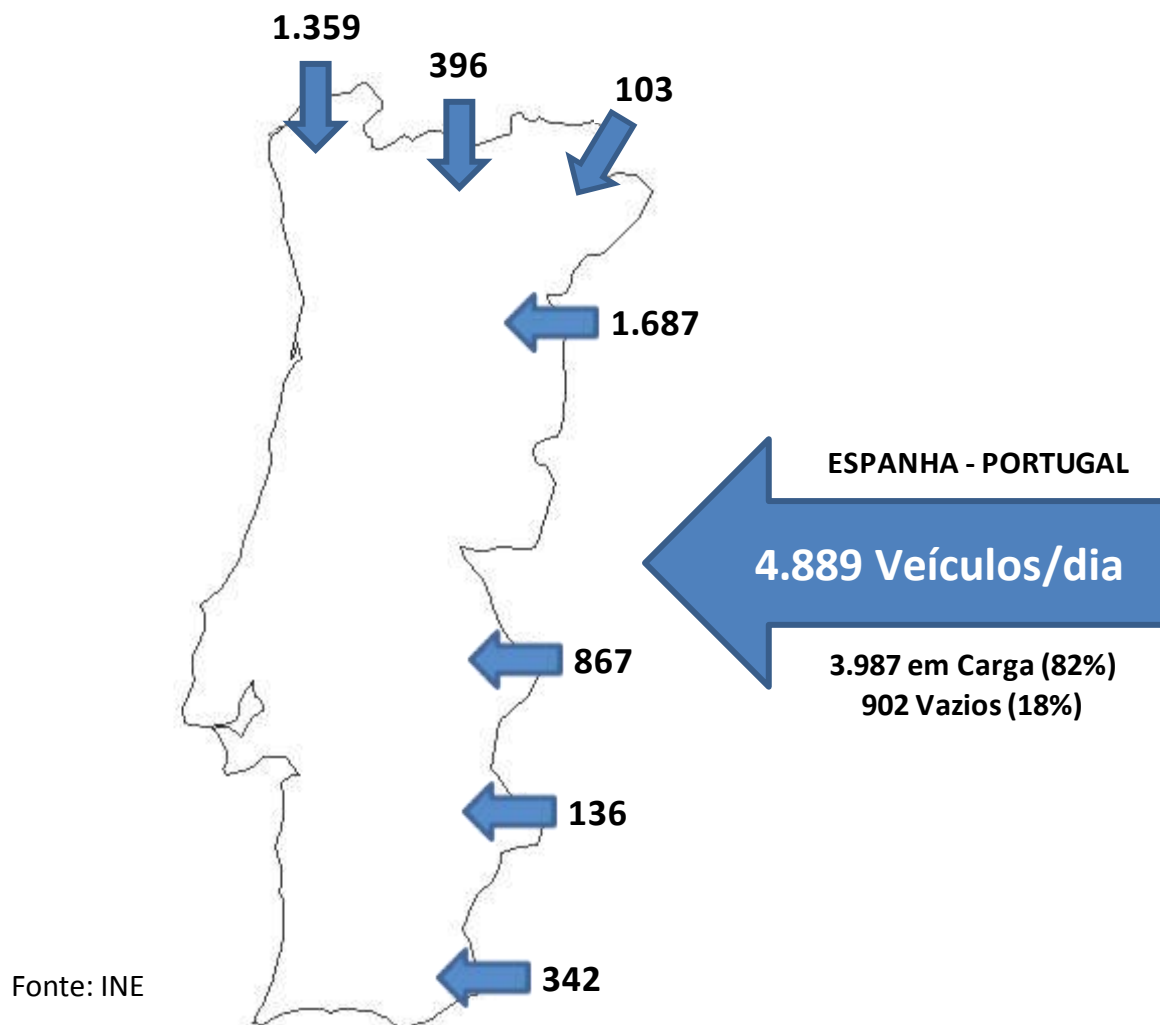 1.359
396
103
1.687
ESPANHA - PORTUGAL
4.889 Veículos/dia
3.987 em Carga (82%)
902 Vazios (18%)
867
136
342
Fonte: INE